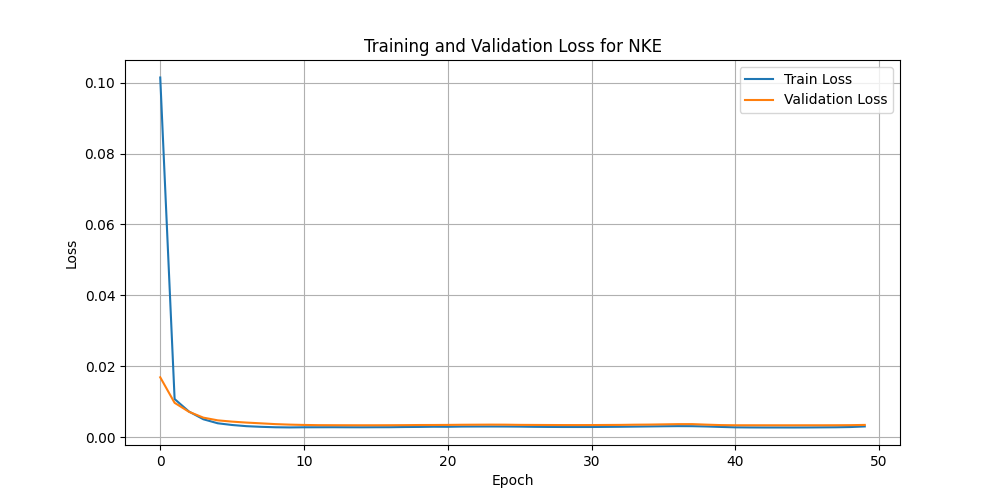 Training and Validation Loss for NKE
Train Loss
Validation Loss
0.10
0.08
0.06
0.04
0.02
0.00
Loss
0 10 20 30 40 50
Epoch